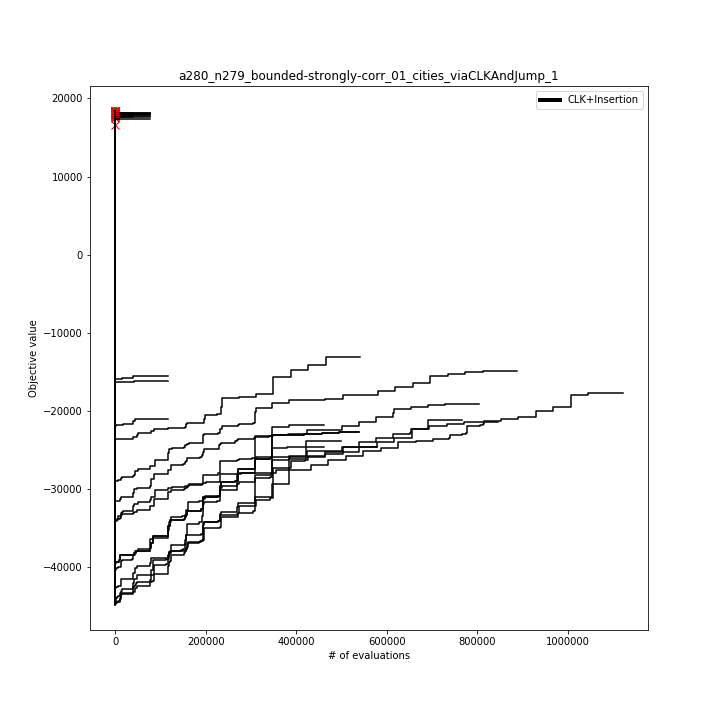 a280_n279_bounded-strongly-corr_01_cities_viaCLKAndJump_1
CLK+Insertion
20000
10000
0
−10000
−20000
−30000
−40000
Objective value
0 200000 400000 600000 800000 1000000
# of evaluations